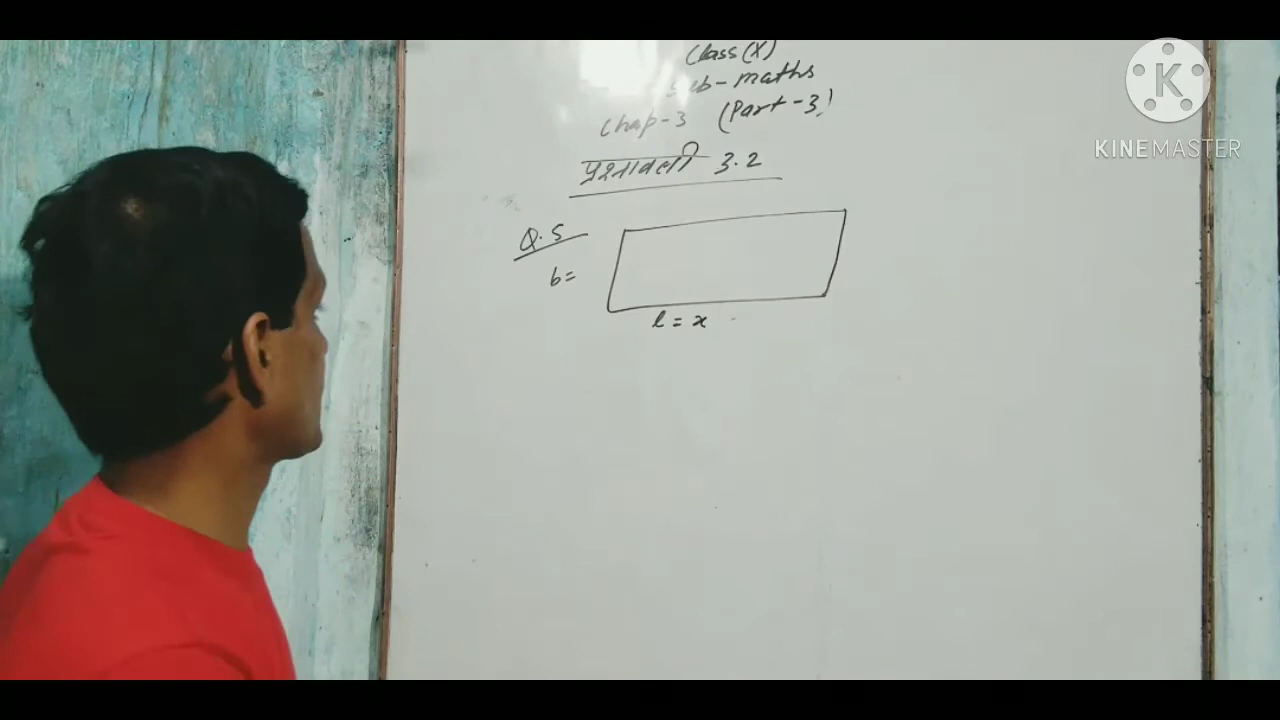 Class (X)
Sub-maths
Chap-3 (Part-3)
प्रश्नावली 3.2
Q.5
b=
l = x
K
KINEMASTER